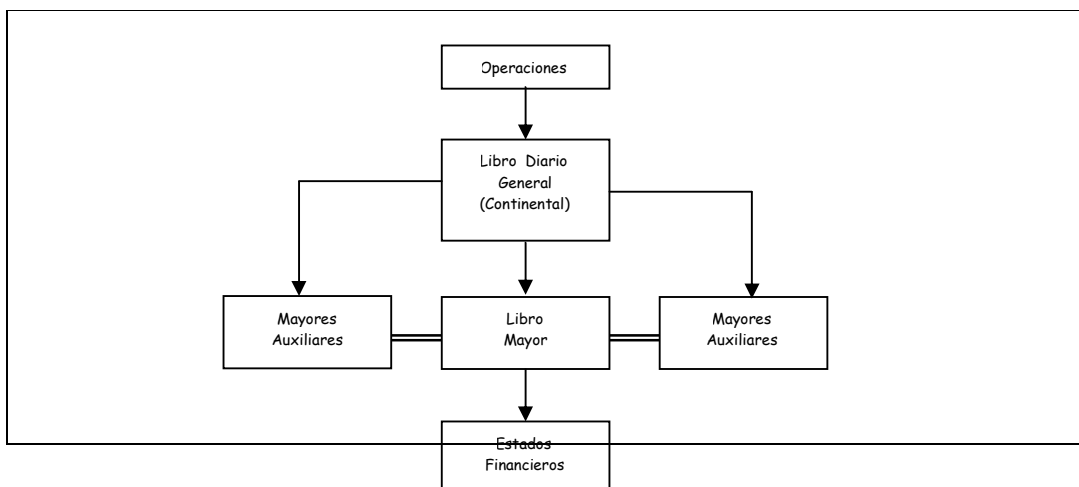 Operaciones
Libro Diario
General
(Continental)
Mayores
Auxiliares
Libro
Mayor
Mayores
Auxiliares
Estados
Financieros